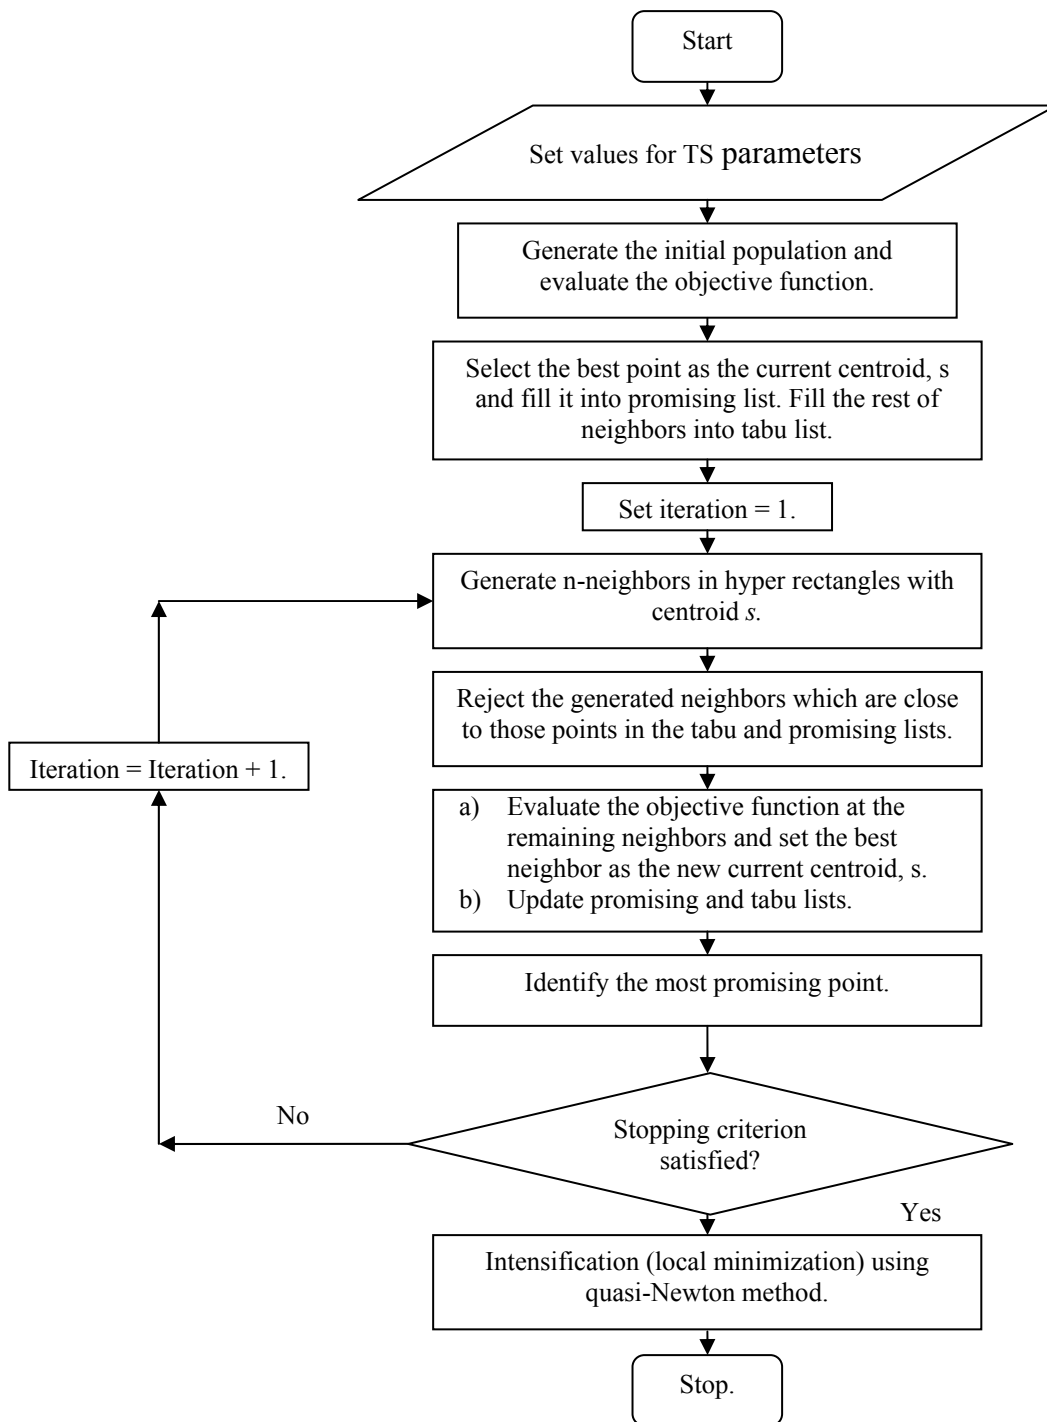 Start
Set values for TS parameters
Generate the initial population and
evaluate the objective function.
Select the best point as the current centroid, s
and fill it into promising list. Fill the rest of
neighbors into tabu list.
Set iteration = 1.
Generate n-neighbors in hyper rectangles with
centroid s.
Reject the generated neighbors which are close
to those points in the tabu and promising lists.
Iteration = Iteration + 1.
a) Evaluate the objective function at the
remaining neighbors and set the best
neighbor as the new current centroid, s.
b) Update promising and tabu lists.
Identify the most promising point.
No
Stopping criterion
satisfied?
Yes
Intensification (local minimization) using
quasi-Newton method.
Stop.